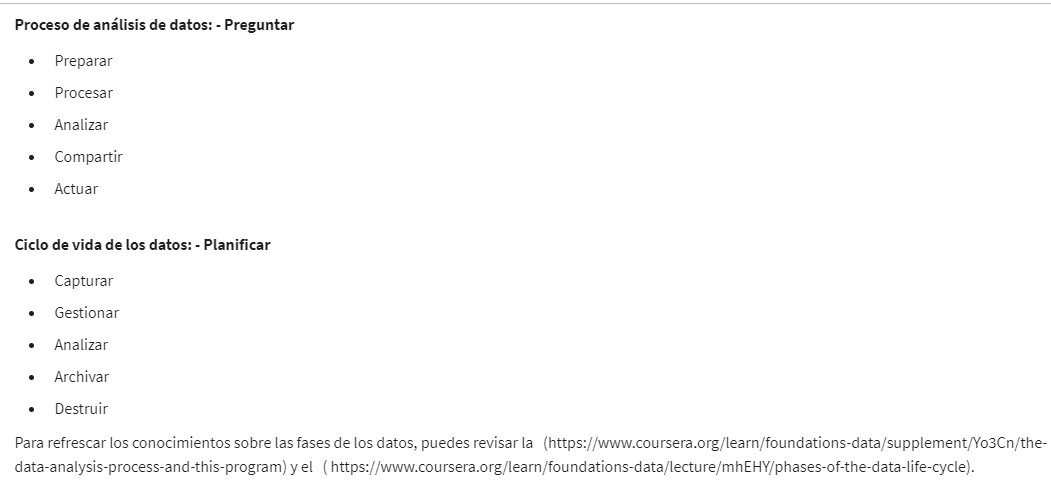 Proceso de análisis de datos: - Preguntar
• Preparar
• Procesar
• Analizar
• Compartir
• Actuar
Ciclo de vida de los datos: - Planificar
• Capturar
• Gestionar
• Analizar
• Archivar
• Destruir
Para refrescar los conocimientos sobre las fases de los datos, puedes revisar la (https://www.coursera.org/learn/foundations-data/supplement/Yo3Cn/the-
data-analysis-process-and-this-program) y el ( https://www.coursera.org/learn/foundations-data/lecture/mhEHY/phases-of-the-data-life-cycle).